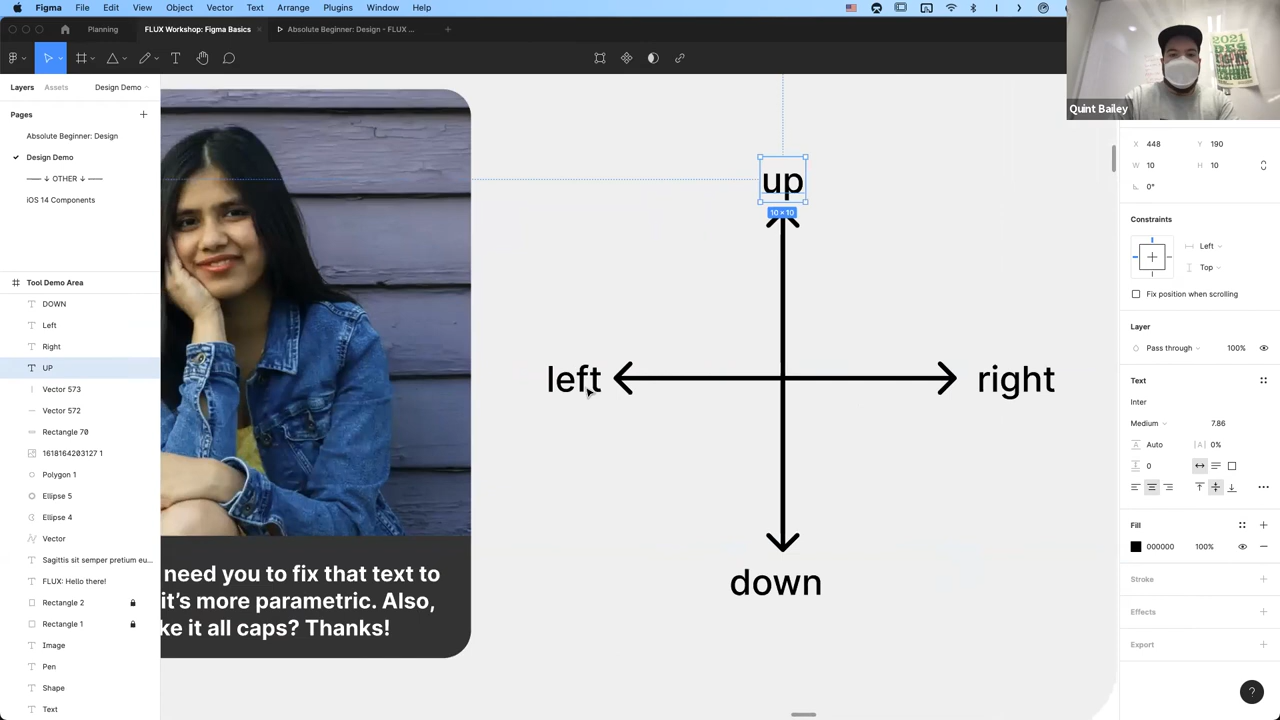 Figma File Edit View Object Vector Text Arrange Plugins Window Help
Planning FLUX Workshop: Figma Basics × Absolute Beginner: Design - FLUX ... +
Quint Bailey
2021
Layers Assets Design Demo
Pages
Absolute Beginner: Design
Design Demo
—— ↓ OTHER ↓ ——
iOS 14 Components
Tool Demo Area
DOWN
Left
Right
UP
Vector 573
Vector 572
Rectangle 70
1618164203127 1
Polygon 1
Ellipse 5
Ellipse 4
Vector
Sagittis sit semper pretium eu...
FLUX: Hello there!
Rectangle 2
Rectangle 1
Image
Pen
Shape
Text
need you to fix that text to
it's more parametric. Also,
ke it all caps? Thanks!
up
10 × 10
left
right
down
X 448 Y 190
W 10 H 10
0°
Constraints
Left
Top
Fix position when scrolling
Layer
Pass through 100%
Text
Inter
Medium 7.86
Auto |A| 0%
0
Fill
000000 100%
Stroke
Effects
Export
?